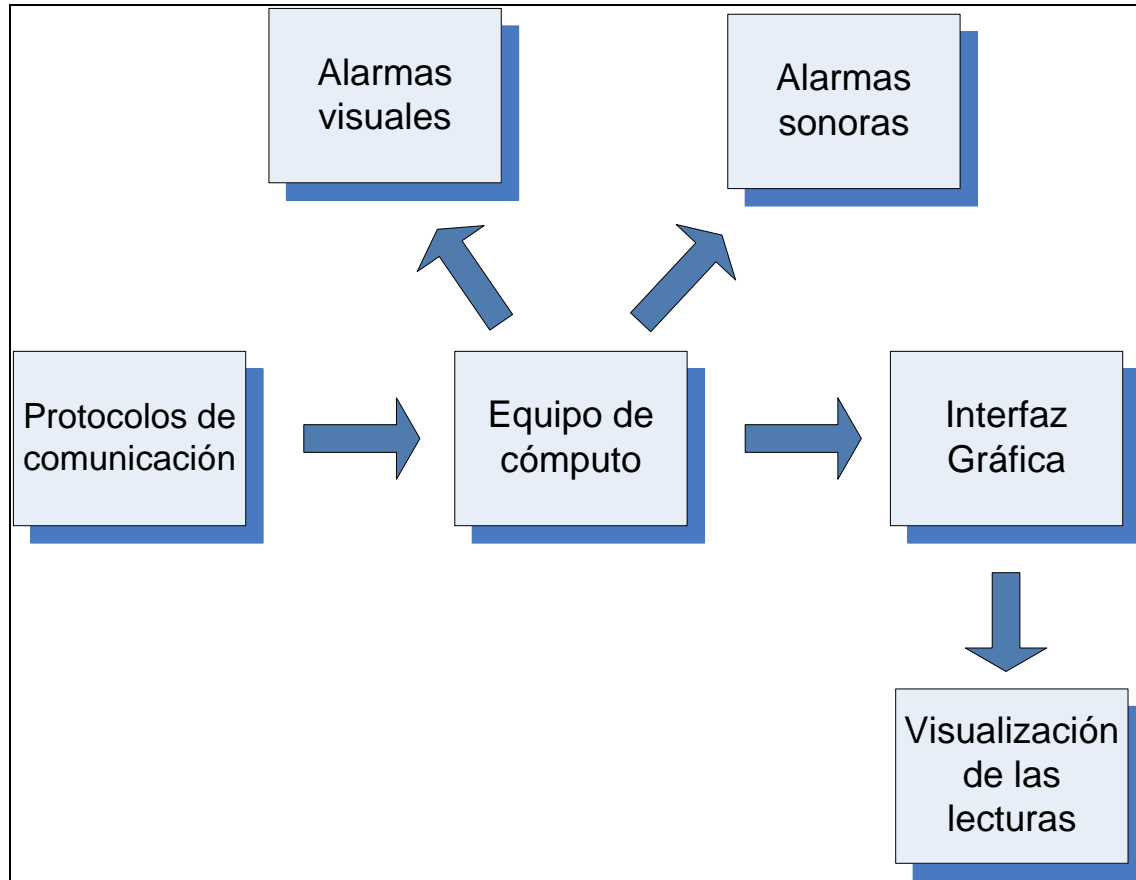 Alarmas
visuales
Alarmas
sonoras
Protocolos de
comunicación
Equipo de
cómputo
Interfaz
Gráfica
Visualización
de las
lecturas